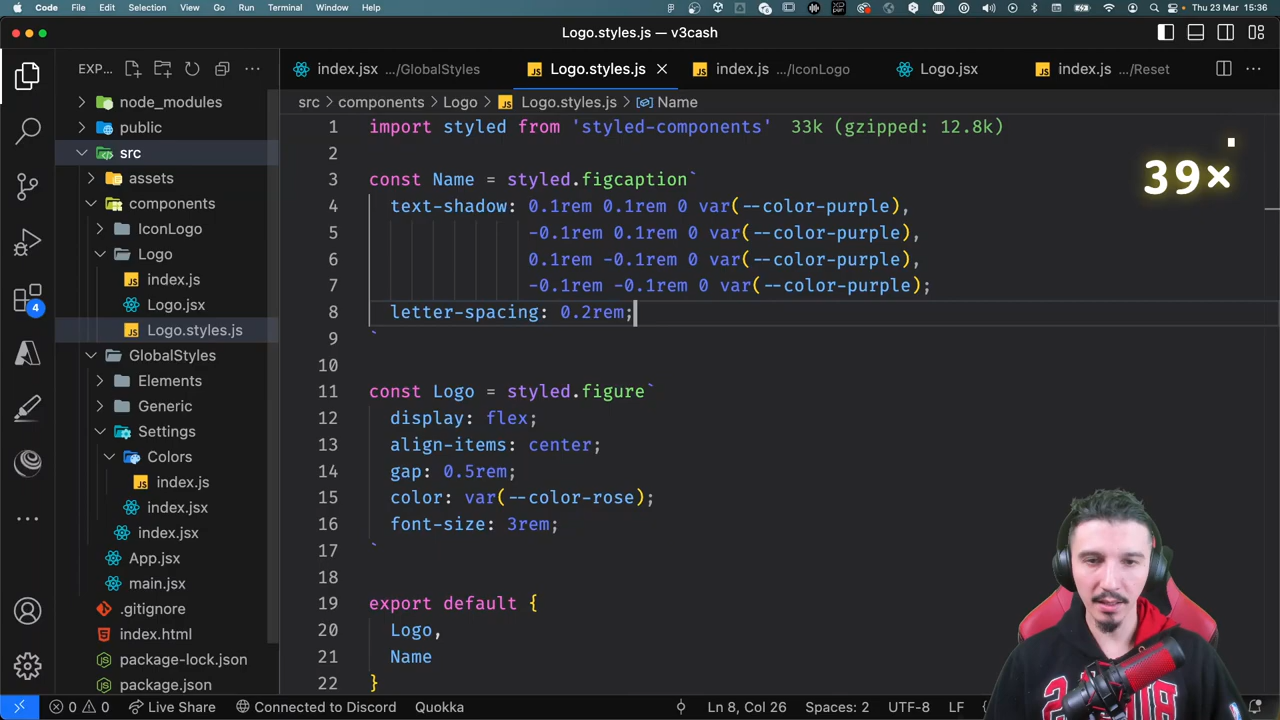 Code File Edit Selection View Go Run Terminal Window Help Thu 23 Mar 15:36
Logo.styles.js — v3cash
EXP...
index.jsx .../GlobalStyles Logo.styles.js index.js .../IconLogo Logo.jsx index.js .../Reset
src components Logo Logo.styles.js Name
node_modules
public
src
assets
components
IconLogo
Logo
index.js
Logo.jsx
Logo.styles.js
GlobalStyles
Elements
Generic
Settings
Colors
index.js
index.jsx
index.jsx
App.jsx
main.jsx
.gitignore
index.html
package-lock.json
package.json
4
1 import styled from 'styled-components' 33k (gzipped: 12.8k)
2
3 const Name = styled.figcaption`
4 text-shadow: 0.1rem 0.1rem 0 var(--color-purple),
5 -0.1rem 0.1rem 0 var(--color-purple),
6 0.1rem -0.1rem 0 var(--color-purple),
7 -0.1rem -0.1rem 0 var(--color-purple);
8 letter-spacing: 0.2rem;
9 `
10
11 const Logo = styled.figure`
12 display: flex;
13 align-items: center;
14 gap: 0.5rem;
15 color: var(--color-rose);
16 font-size: 3rem;
17 `
18
19 export default {
20 Logo,
21 Name
22 }
39×
0 0 Live Share Connected to Discord Quokka Ln 8, Col 26 Spaces: 2 UTF-8 LF